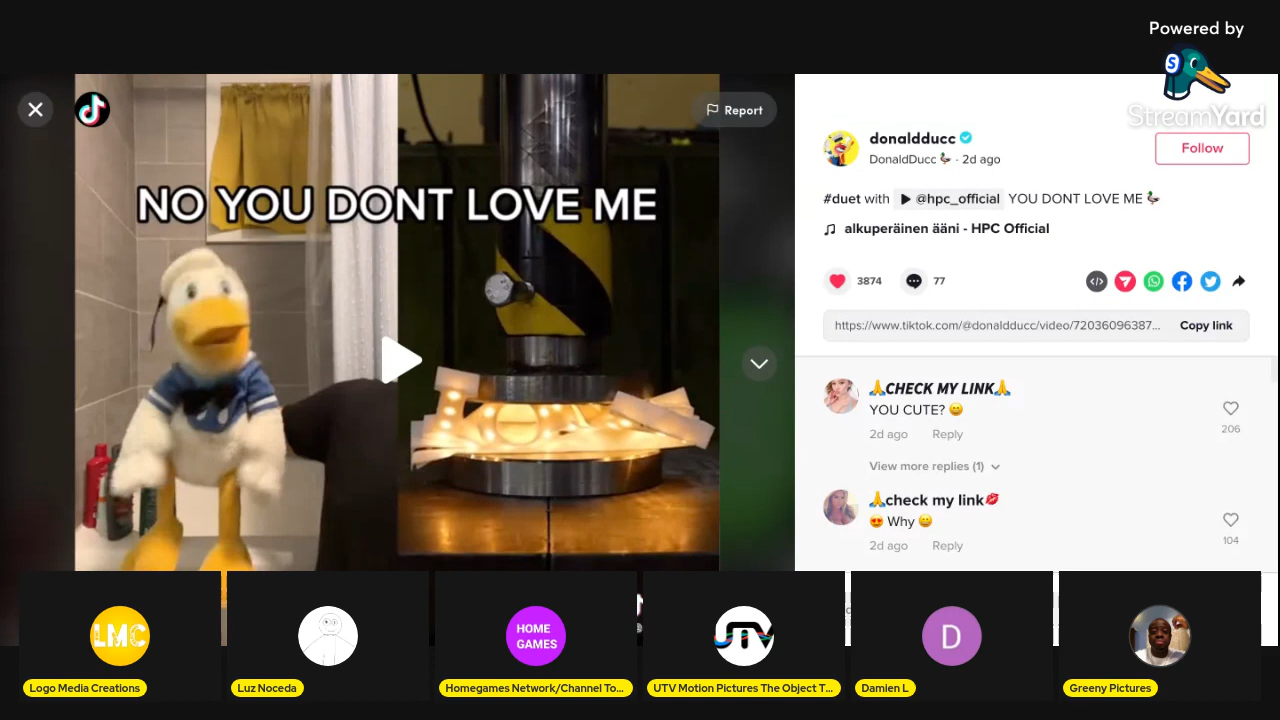 Powered by
StreamYard
Report
NO YOU DONT LOVE ME
donaldducc
DonaldDucc 🦆 · 2d ago
Follow
#duet with ▶ @hpc_official YOU DONT LOVE ME 🦆
♫ alkuperäinen ääni - HPC Official
3874
77
https://www.tiktok.com/@donaldducc/video/72036096387...
Copy link
🙏CHECK MY LINK🙏
YOU CUTE? 😀
2d ago Reply
206
View more replies (1)
🙏check my link💋
😍 Why 😀
2d ago Reply
104
LMC
HOME
GAMES
UTV
D
Logo Media Creations
Luz Noceda
Homegames Network/Channel To...
UTV Motion Pictures The Object T...
Damien L
Greeny Pictures